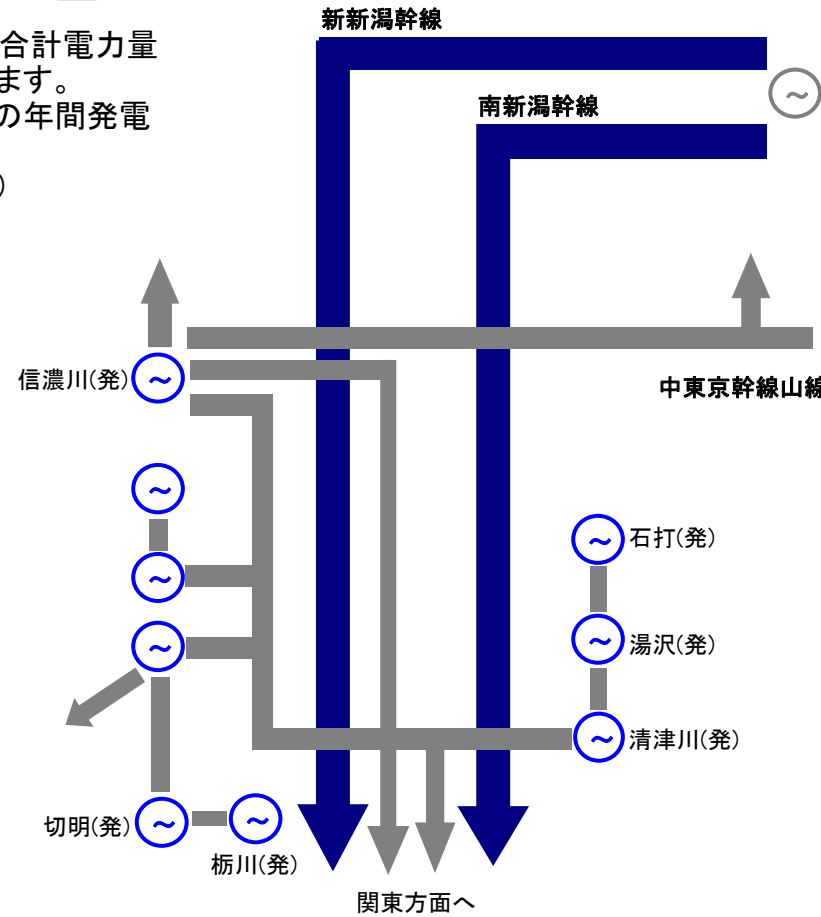 合計電力量
ます。
の年間発電
)
新新潟幹線
南新潟幹線
中東京幹線山線
信濃川(発)
石打(発)
湯沢(発)
清津川(発)
切明(発)
栃川(発)
関東方面へ